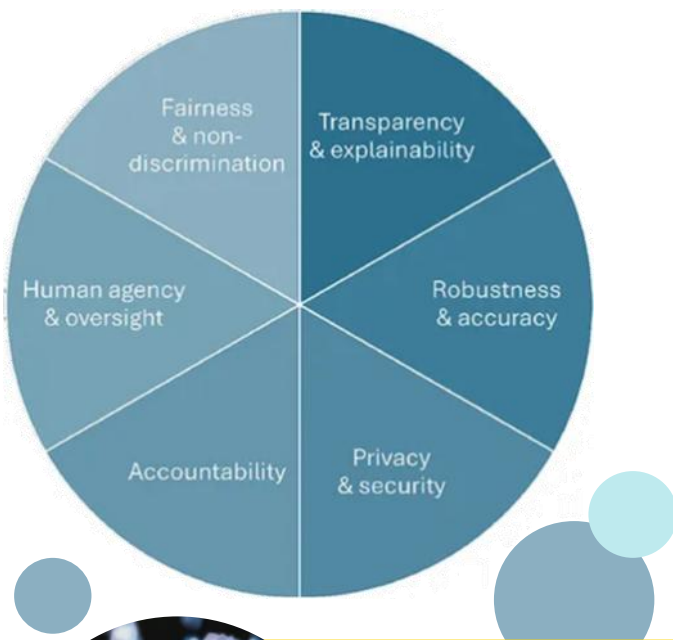 Fairness
& non-
discrimination
Transparency
& explainability
Robustness
& accuracy
Privacy
& security
Accountability
Human agency
& oversight